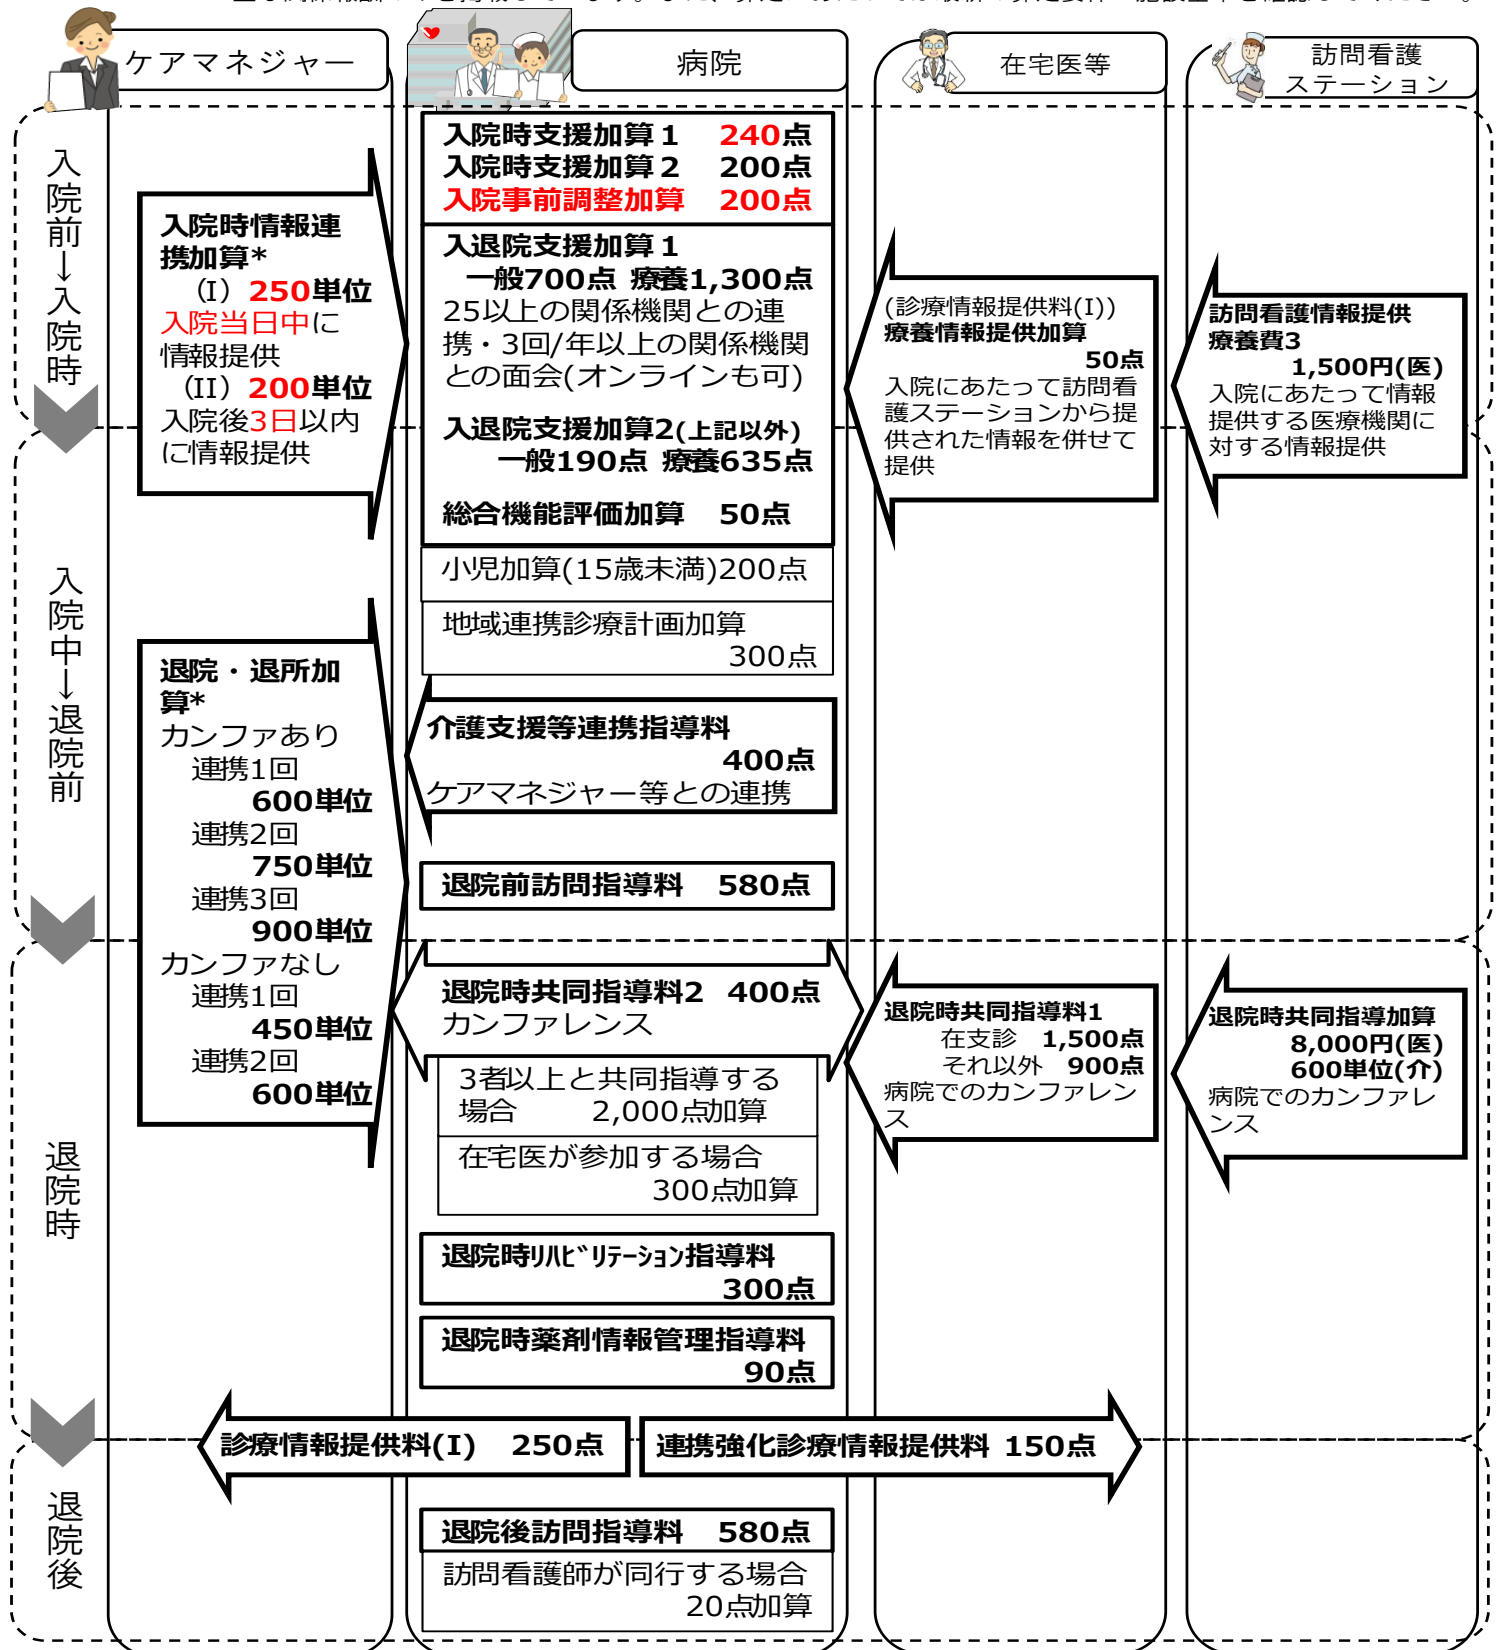 ケアマネジャー
病院
在宅医等
訪問看護
ステーション
入院前→入院時
入院時情報連
携加算*
(I) 250単位
入院当日中に
情報提供
(II) 200単位
入院後3日以内
に情報提供
入院時支援加算1 240点
入院時支援加算2 200点
入院事前調整加算 200点
入退院支援加算1
一般700点 療養1,300点
25以上の関係機関との連
携・3回/年以上の関係機関
との面会(オンラインも可)
入退院支援加算2(上記以外)
一般190点 療養635点
総合機能評価加算 50点
小児加算(15歳未満)200点
地域連携診療計画加算
300点
(診療情報提供料(I))
療養情報提供加算
50点
入院にあたって訪問看
護ステーションから提
供された情報を併せて
提供
訪問看護情報提供
療養費3
1,500円(医)
入院にあたって情報
提供する医療機関に
対する情報提供
入院中→退院前
退院・退所加
算*
カンファあり
連携1回
600単位
連携2回
750単位
連携3回
900単位
カンファなし
連携1回
450単位
連携2回
600単位
介護支援等連携指導料
400点
ケアマネジャー等との連携
退院前訪問指導料 580点
退院時
退院時共同指導料2 400点
カンファレンス
3者以上と共同指導する
場合 2,000点加算
在宅医が参加する場合
300点加算
退院時共同指導料1
在支診 1,500点
それ以外 900点
病院でのカンファレン
ス
退院時共同指導加算
8,000円(医)
600単位(介)
病院でのカンファレ
ンス
退院時ﾘﾊﾋﾞﾘﾃｰｼｮﾝ指導料
300点
退院時薬剤情報管理指導料
90点
診療情報提供料(I) 250点
連携強化診療情報提供料 150点
退院後
退院後訪問指導料 580点
訪問看護師が同行する場合
20点加算